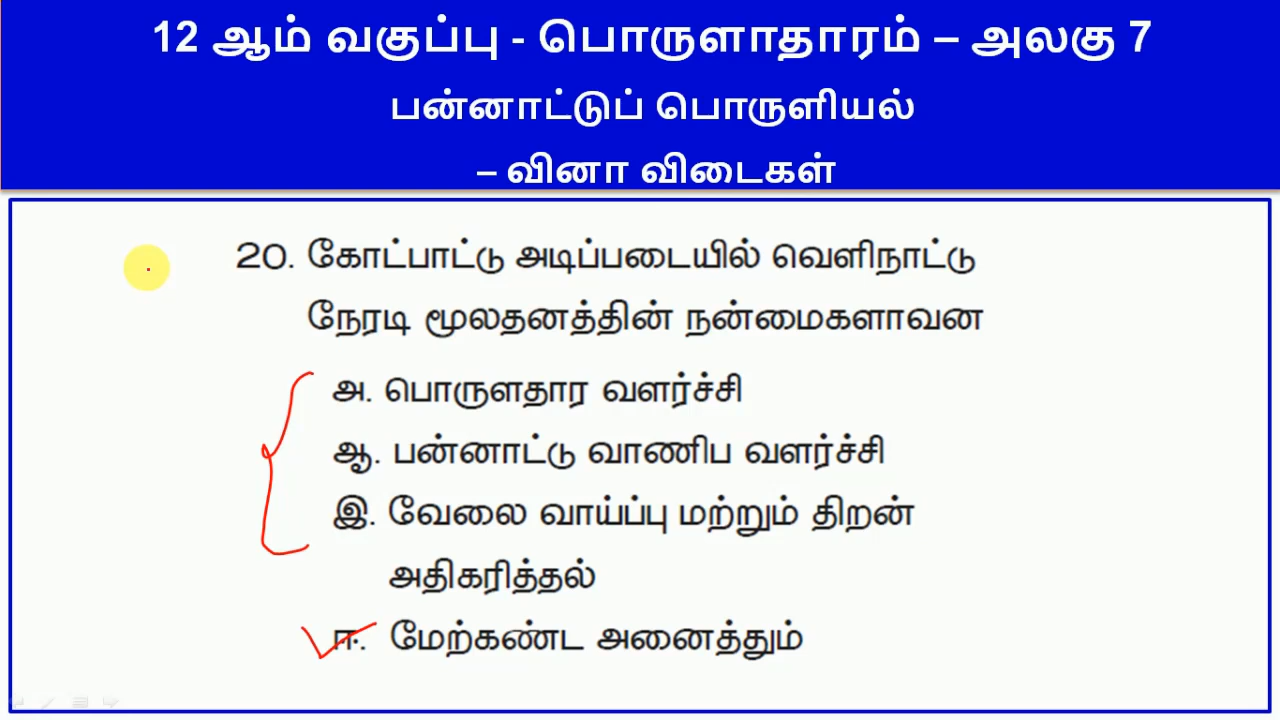 12 ஆம் வகுப்பு - பொருளாதாரம் – அலகு 7
பன்னாட்டுப் பொருளியல்
– வினா விடைகள்
20. கோட்பாட்டு அடிப்படையில் வெளிநாட்டு
நேரடி மூலதனத்தின் நன்மைகளாவன
அ. பொருளதார வளர்ச்சி
ஆ. பன்னாட்டு வாணிப வளர்ச்சி
இ. வேலை வாய்ப்பு மற்றும் திறன்
அதிகரித்தல்
ஈ. மேற்கண்ட அனைத்தும்